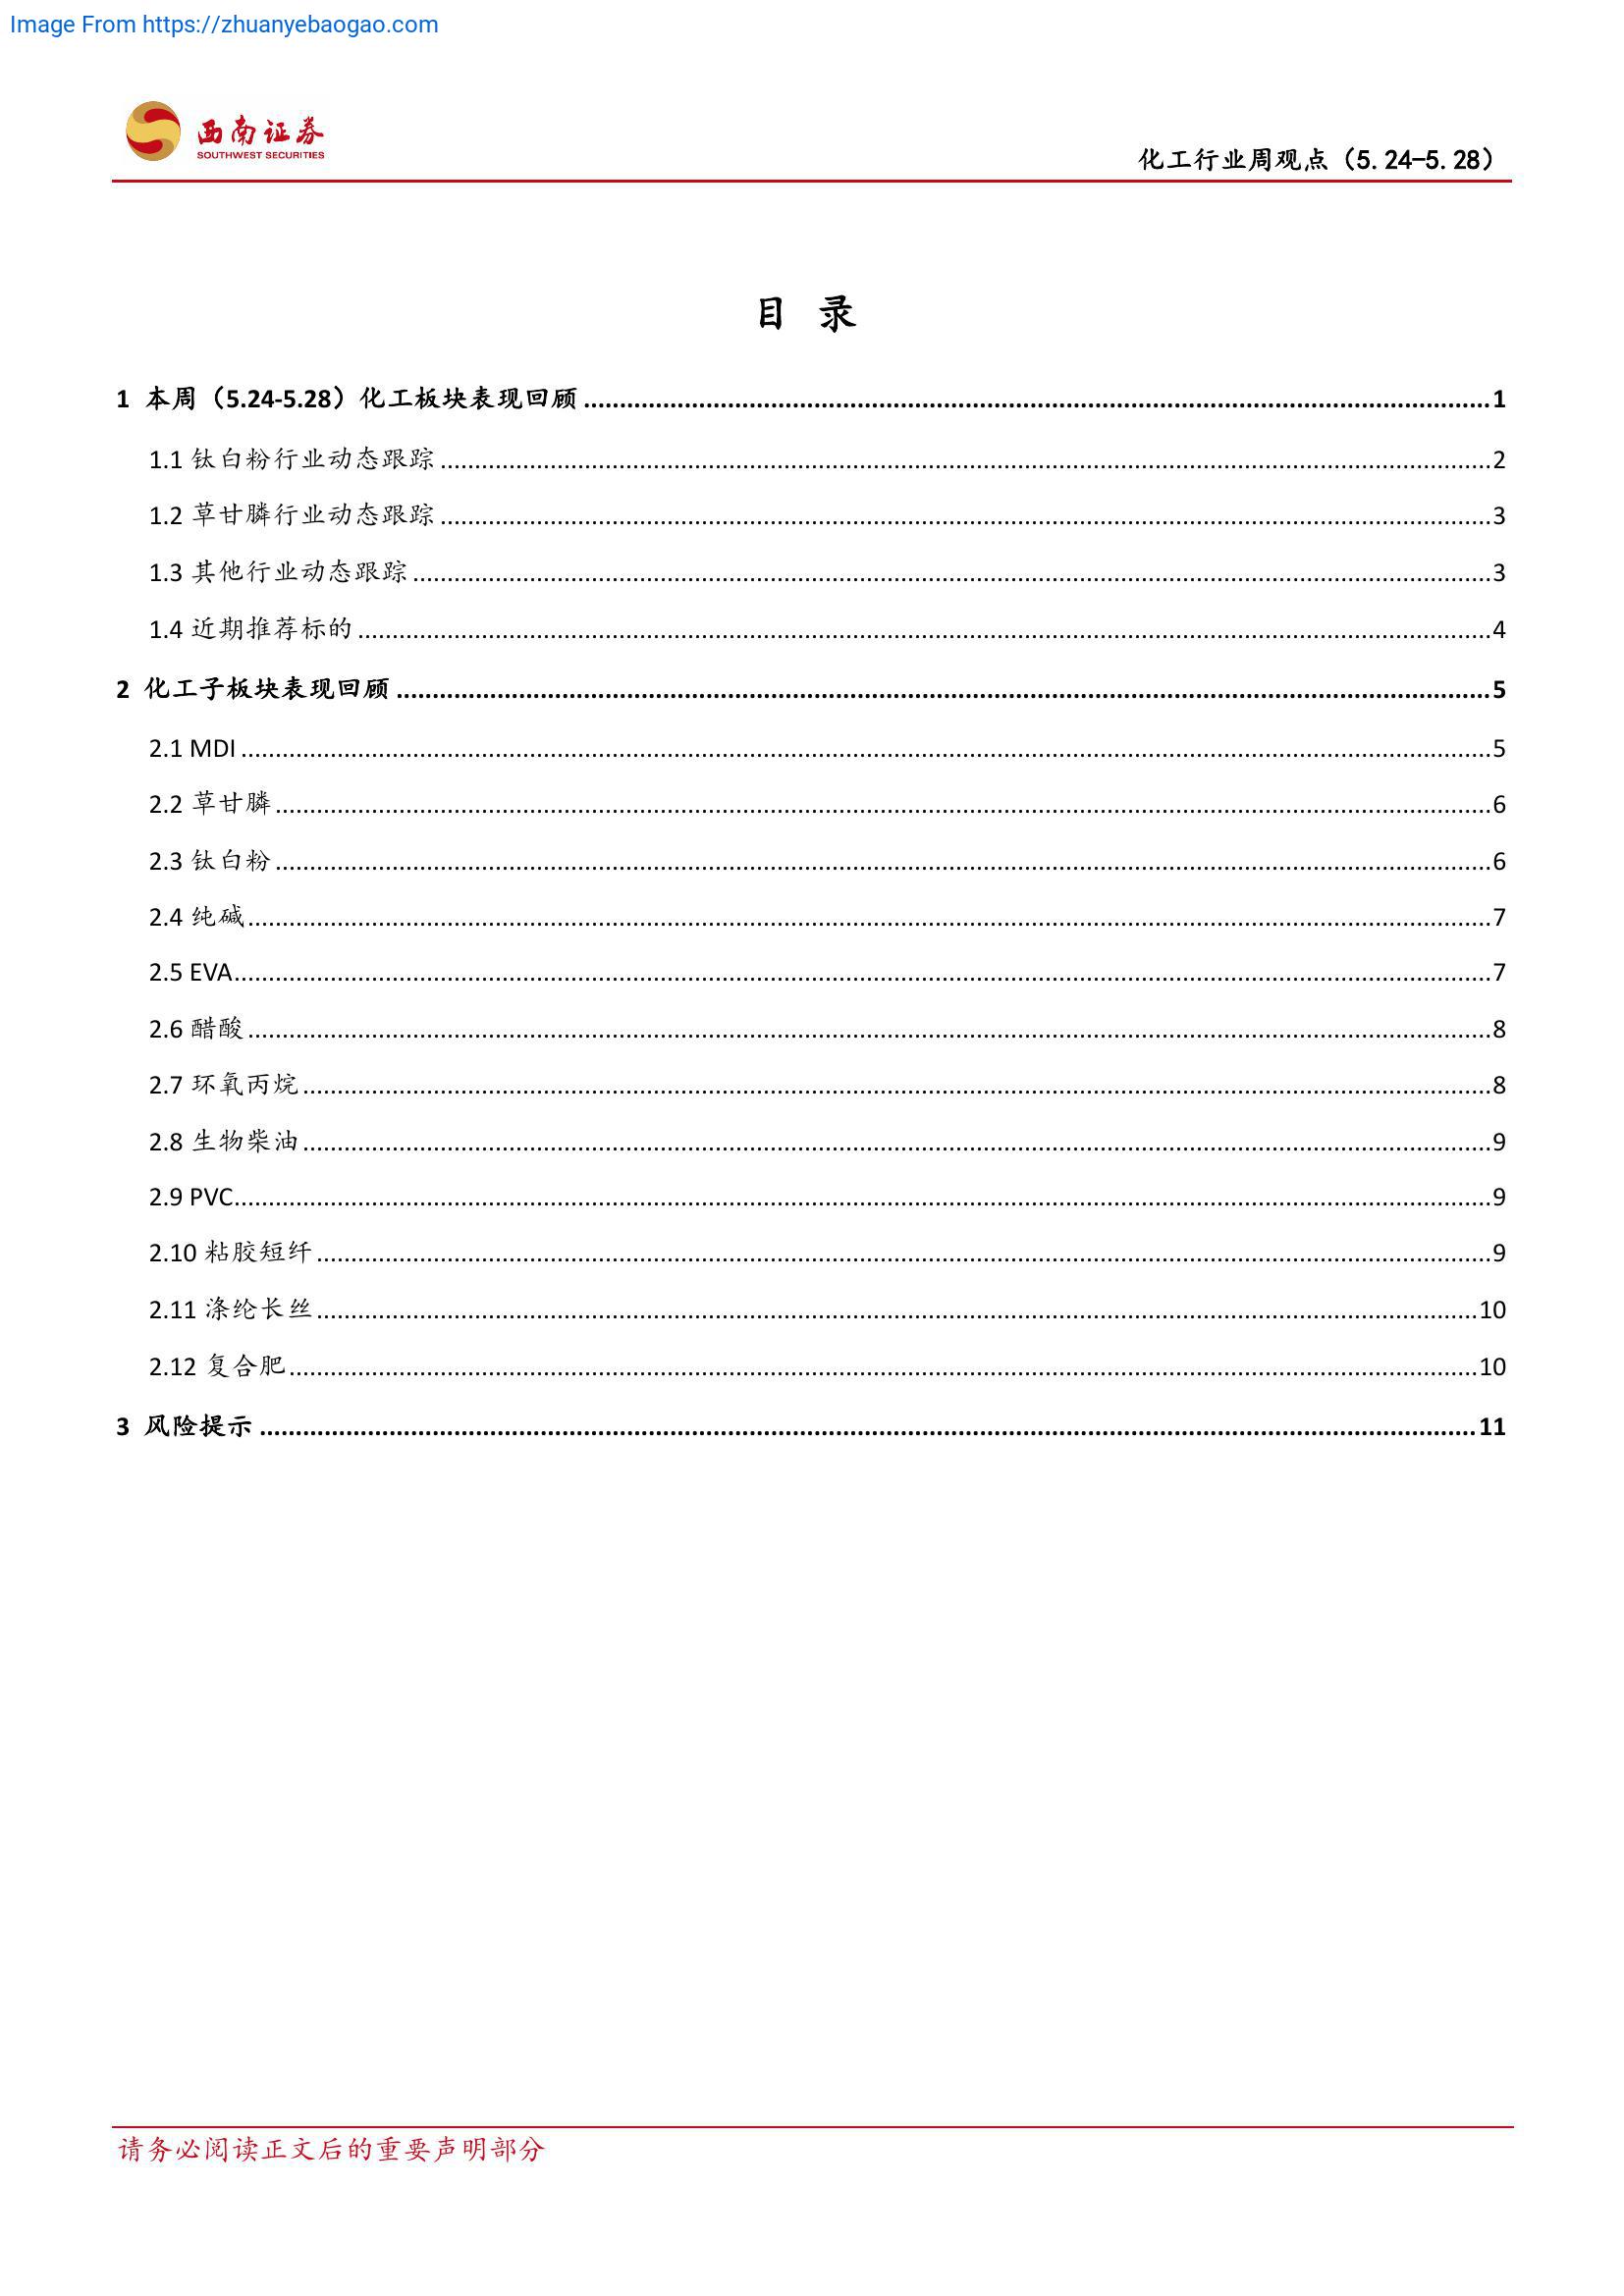 Image From https://zhuanyebaogao.com
西南证券
SOUTHWEST SECURITIES
化工行业周观点（5. 24-5. 28）
目 录
1 本周（5.24-5.28）化工板块表现回顾 1
1.1 钛白粉行业动态跟踪 2
1.2 草甘膦行业动态跟踪 3
1.3 其他行业动态跟踪 3
1.4 近期推荐标的 4
2 化工子板块表现回顾 5
2.1 MDI 5
2.2 草甘膦 6
2.3 钛白粉 6
2.4 纯碱 7
2.5 EVA 7
2.6 醋酸 8
2.7 环氧丙烷 8
2.8 生物柴油 9
2.9 PVC 9
2.10 粘胶短纤 9
2.11 涤纶长丝 10
2.12 复合肥 10
3 风险提示 11
请务必阅读正文后的重要声明部分